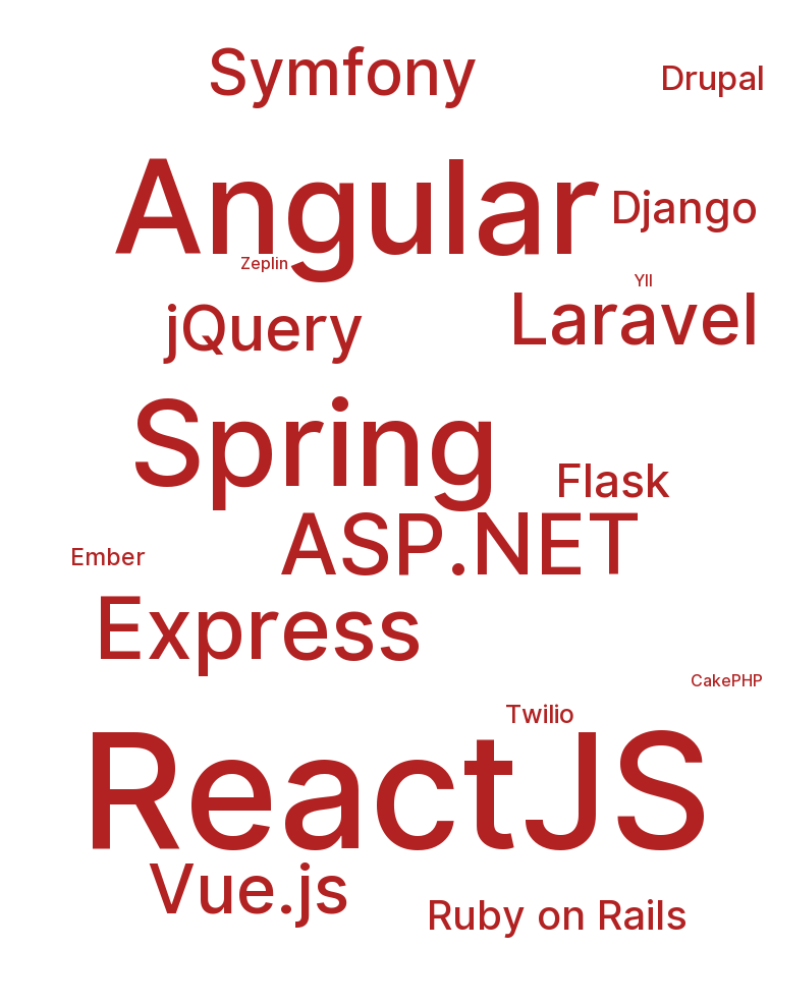 Symfony
Drupal
Angular
Django
Zeplin
YII
jQuery
Laravel
Spring
Flask
ASP.NET
Ember
Express
CakePHP
Twilio
ReactJS
Vue.js
Ruby on Rails